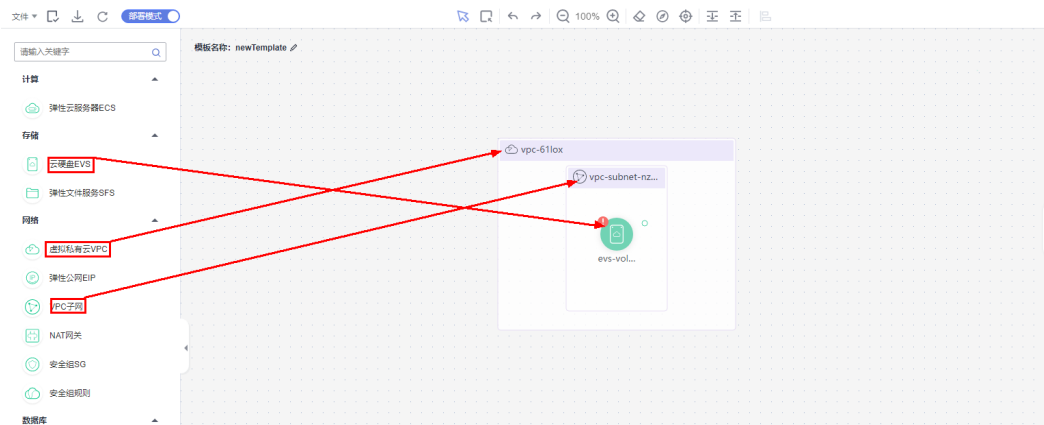 文件 部署模式 100%
模板名称：newTemplate
请输入关键字
计算
弹性云服务器ECS
存储
云硬盘EVS
弹性文件服务SFS
网络
虚拟私有云VPC
弹性公网EIP
VPC子网
NAT网关
安全组SG
安全组规则
数据库
vpc-61lox
vpc-subnet-nz...
evs-vol...